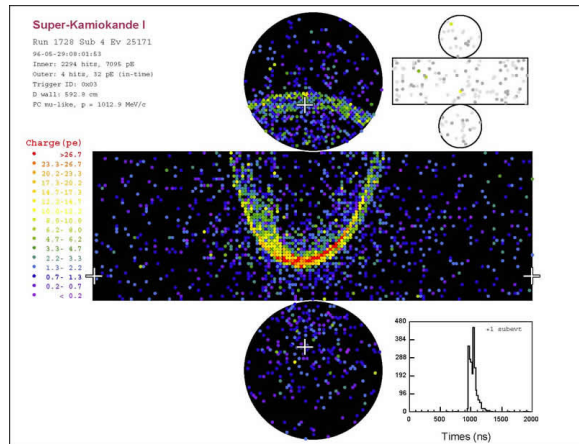 Super-Kamiokande I
Run 1728 Sub 4 Ev 25171
96-05-29:08:01:53
Inner: 2294 hits, 7095 pE
Outer: 4 hits, 32 pE (in-time)
Trigger ID: 0x03
D wall: 592.8 cm
FC mu-like, p = 1012.9 MeV/c
Charge(pe)
>26.7
23.3-26.7
20.2-23.3
17.3-20.2
14.7-17.3
12.2-14.7
10.0-12.2
8.0-10.0
6.2- 8.0
4.7- 6.2
3.3- 4.7
2.2- 3.3
1.3- 2.2
0.7- 1.3
0.2- 0.7
< 0.2
+1 subevt
480
384
288
192
96
0
0 500 1000 1500 2000
Times (ns)